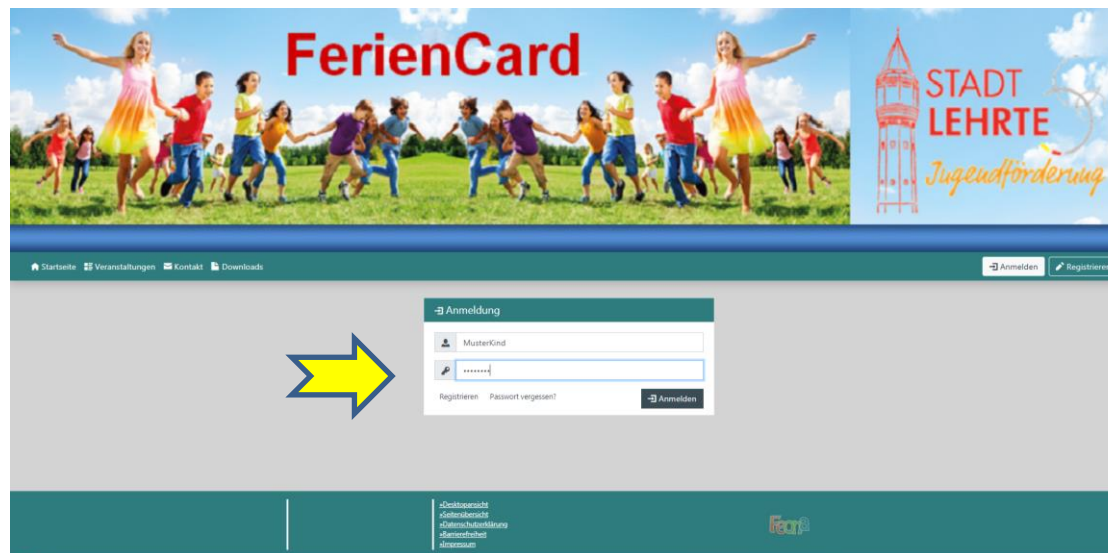 FerienCard
STADT
LEHRTE
Jugendförderung
Startseite Veranstaltungen Kontakt Downloads
Anmelden Registrieren
Anmeldung
MusterKind
••••••••
Registrieren Passwort vergessen? Anmelden
»Desktopansicht
»Seitenübersicht
»Datenschutzerklärung
»Barrierefreiheit
»Impressum